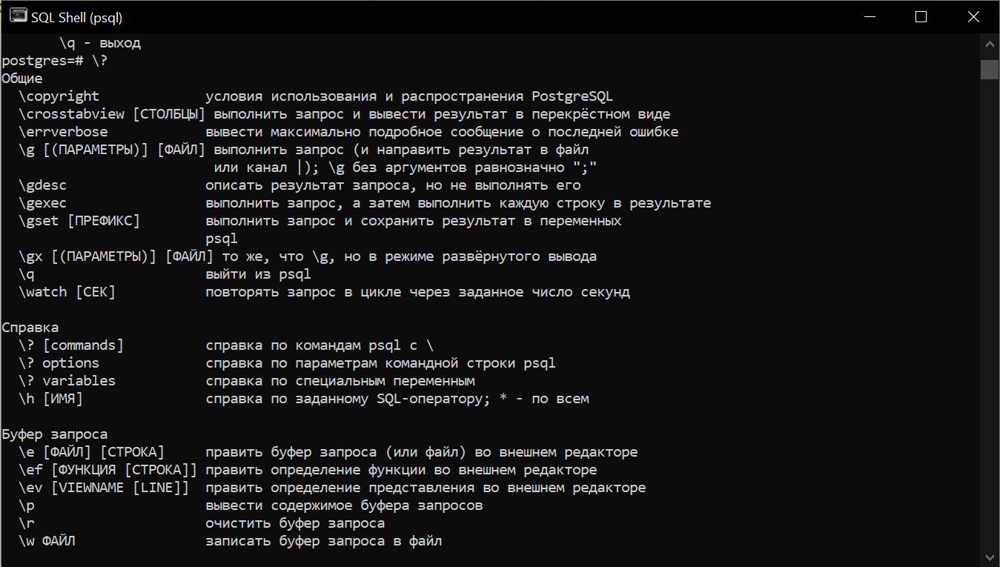 SQL Shell (psql)
\q - выход
postgres=# \?
Общие
\copyright условия использования и распространения PostgreSQL
\crosstabview [СТОЛБЦЫ] выполнить запрос и вывести результат в перекрёстном виде
\errverbose вывести максимально подробное сообщение о последней ошибке
\g [(ПАРАМЕТРЫ)] [ФАЙЛ] выполнить запрос (и направить результат в файл
или канал |); \g без аргументов равнозначно ";"
\gdesc описать результат запроса, но не выполнять его
\gexec выполнить запрос, а затем выполнить каждую строку в результате
\gset [ПРЕФИКС] выполнить запрос и сохранить результат в переменных
psql
\gx [(ПАРАМЕТРЫ)] [ФАЙЛ] то же, что \g, но в режиме развёрнутого вывода
\q выйти из psql
\watch [СЕК] повторять запрос в цикле через заданное число секунд
Справка
\? [commands] справка по командам psql с \
\? options справка по параметрам командной строки psql
\? variables справка по специальным переменным
\h [ИМЯ] справка по заданному SQL-оператору; * - по всем
Буфер запроса
\e [ФАЙЛ] [СТРОКА] править буфер запроса (или файл) во внешнем редакторе
\ef [ФУНКЦИЯ [СТРОКА]] править определение функции во внешнем редакторе
\ev [VIEWNAME [LINE]] править определение представления во внешнем редакторе
\p вывести содержимое буфера запросов
\r очистить буфер запроса
\w ФАЙЛ записать буфер запроса в файл